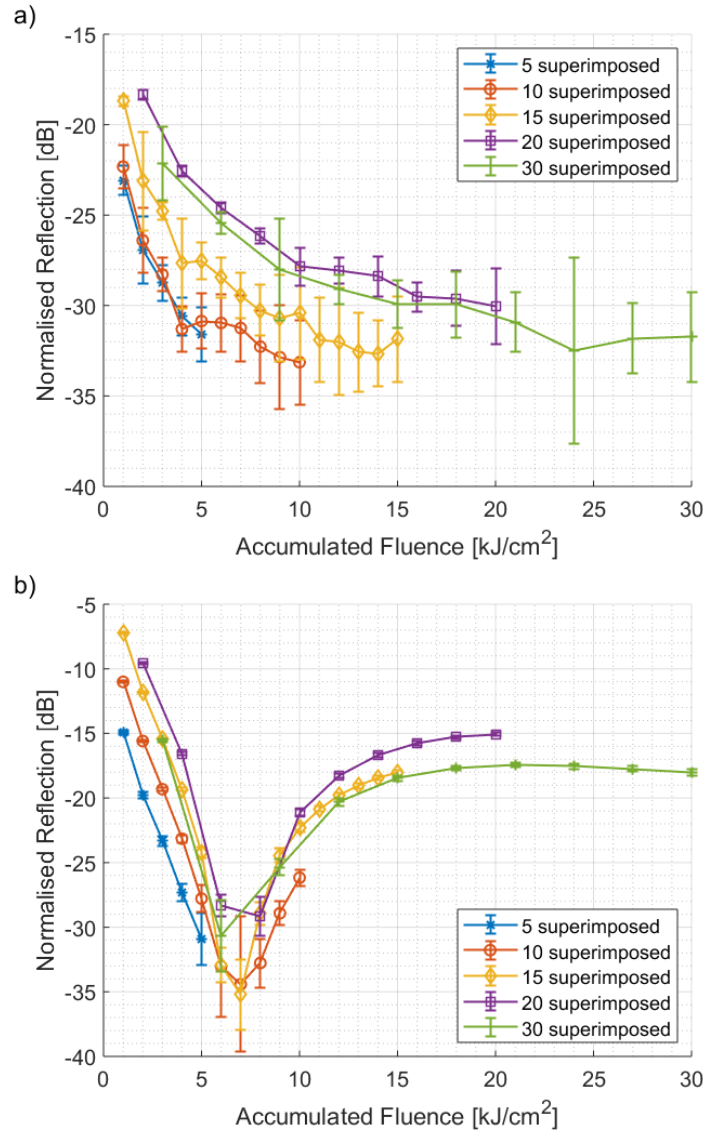 a)
-15
-20
-25
-30
-35
-40
Normalised Reflection [dB]
5 superimposed
10 superimposed
15 superimposed
20 superimposed
30 superimposed
0 5 10 15 20 25 30
Accumulated Fluence [kJ/cm²]
b)
-5
-10
-15
-20
-25
-30
-35
-40
Normalised Reflection [dB]
5 superimposed
10 superimposed
15 superimposed
20 superimposed
30 superimposed
0 5 10 15 20 25 30
Accumulated Fluence [kJ/cm²]